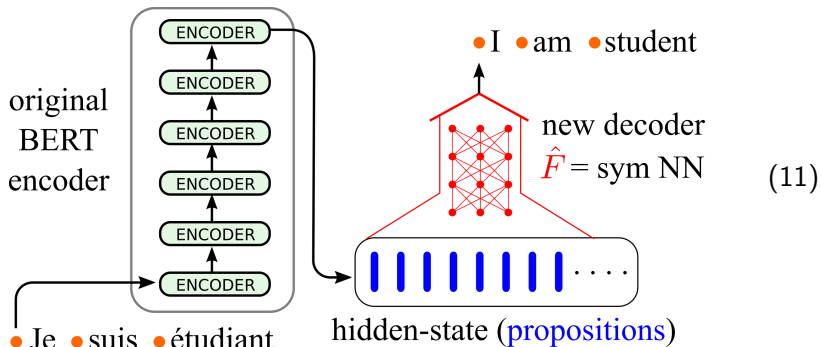 ENCODER
ENCODER
ENCODER
ENCODER
ENCODER
ENCODER
original
BERT
encoder
• Je • suis • étudiant
• I • am • student
new decoder
F̂ = sym NN
(11)
hidden-state (propositions)
· · · ·